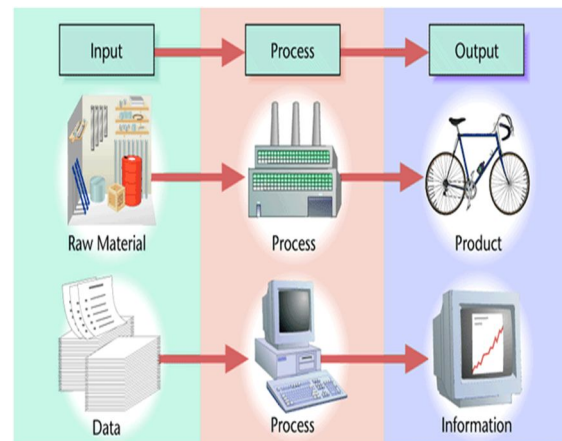 Input
Process
Output
Raw Material
Process
Product
Data
Process
Information